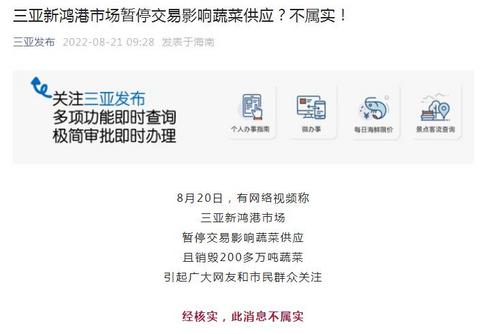 三亚新鸿港市场暂停交易影响蔬菜供应？不属实！
三亚发布 2022-08-21 09:28 发表于海南
关注三亚发布
多项功能即时查询
极简审批即时办理
个人办事指南
微办事
每日海鲜限价
景点客流查询
8月20日，有网络视频称
三亚新鸿港市场
暂停交易影响蔬菜供应
且销毁200多万吨蔬菜
引起广大网友和市民群众关注
经核实，此消息不属实